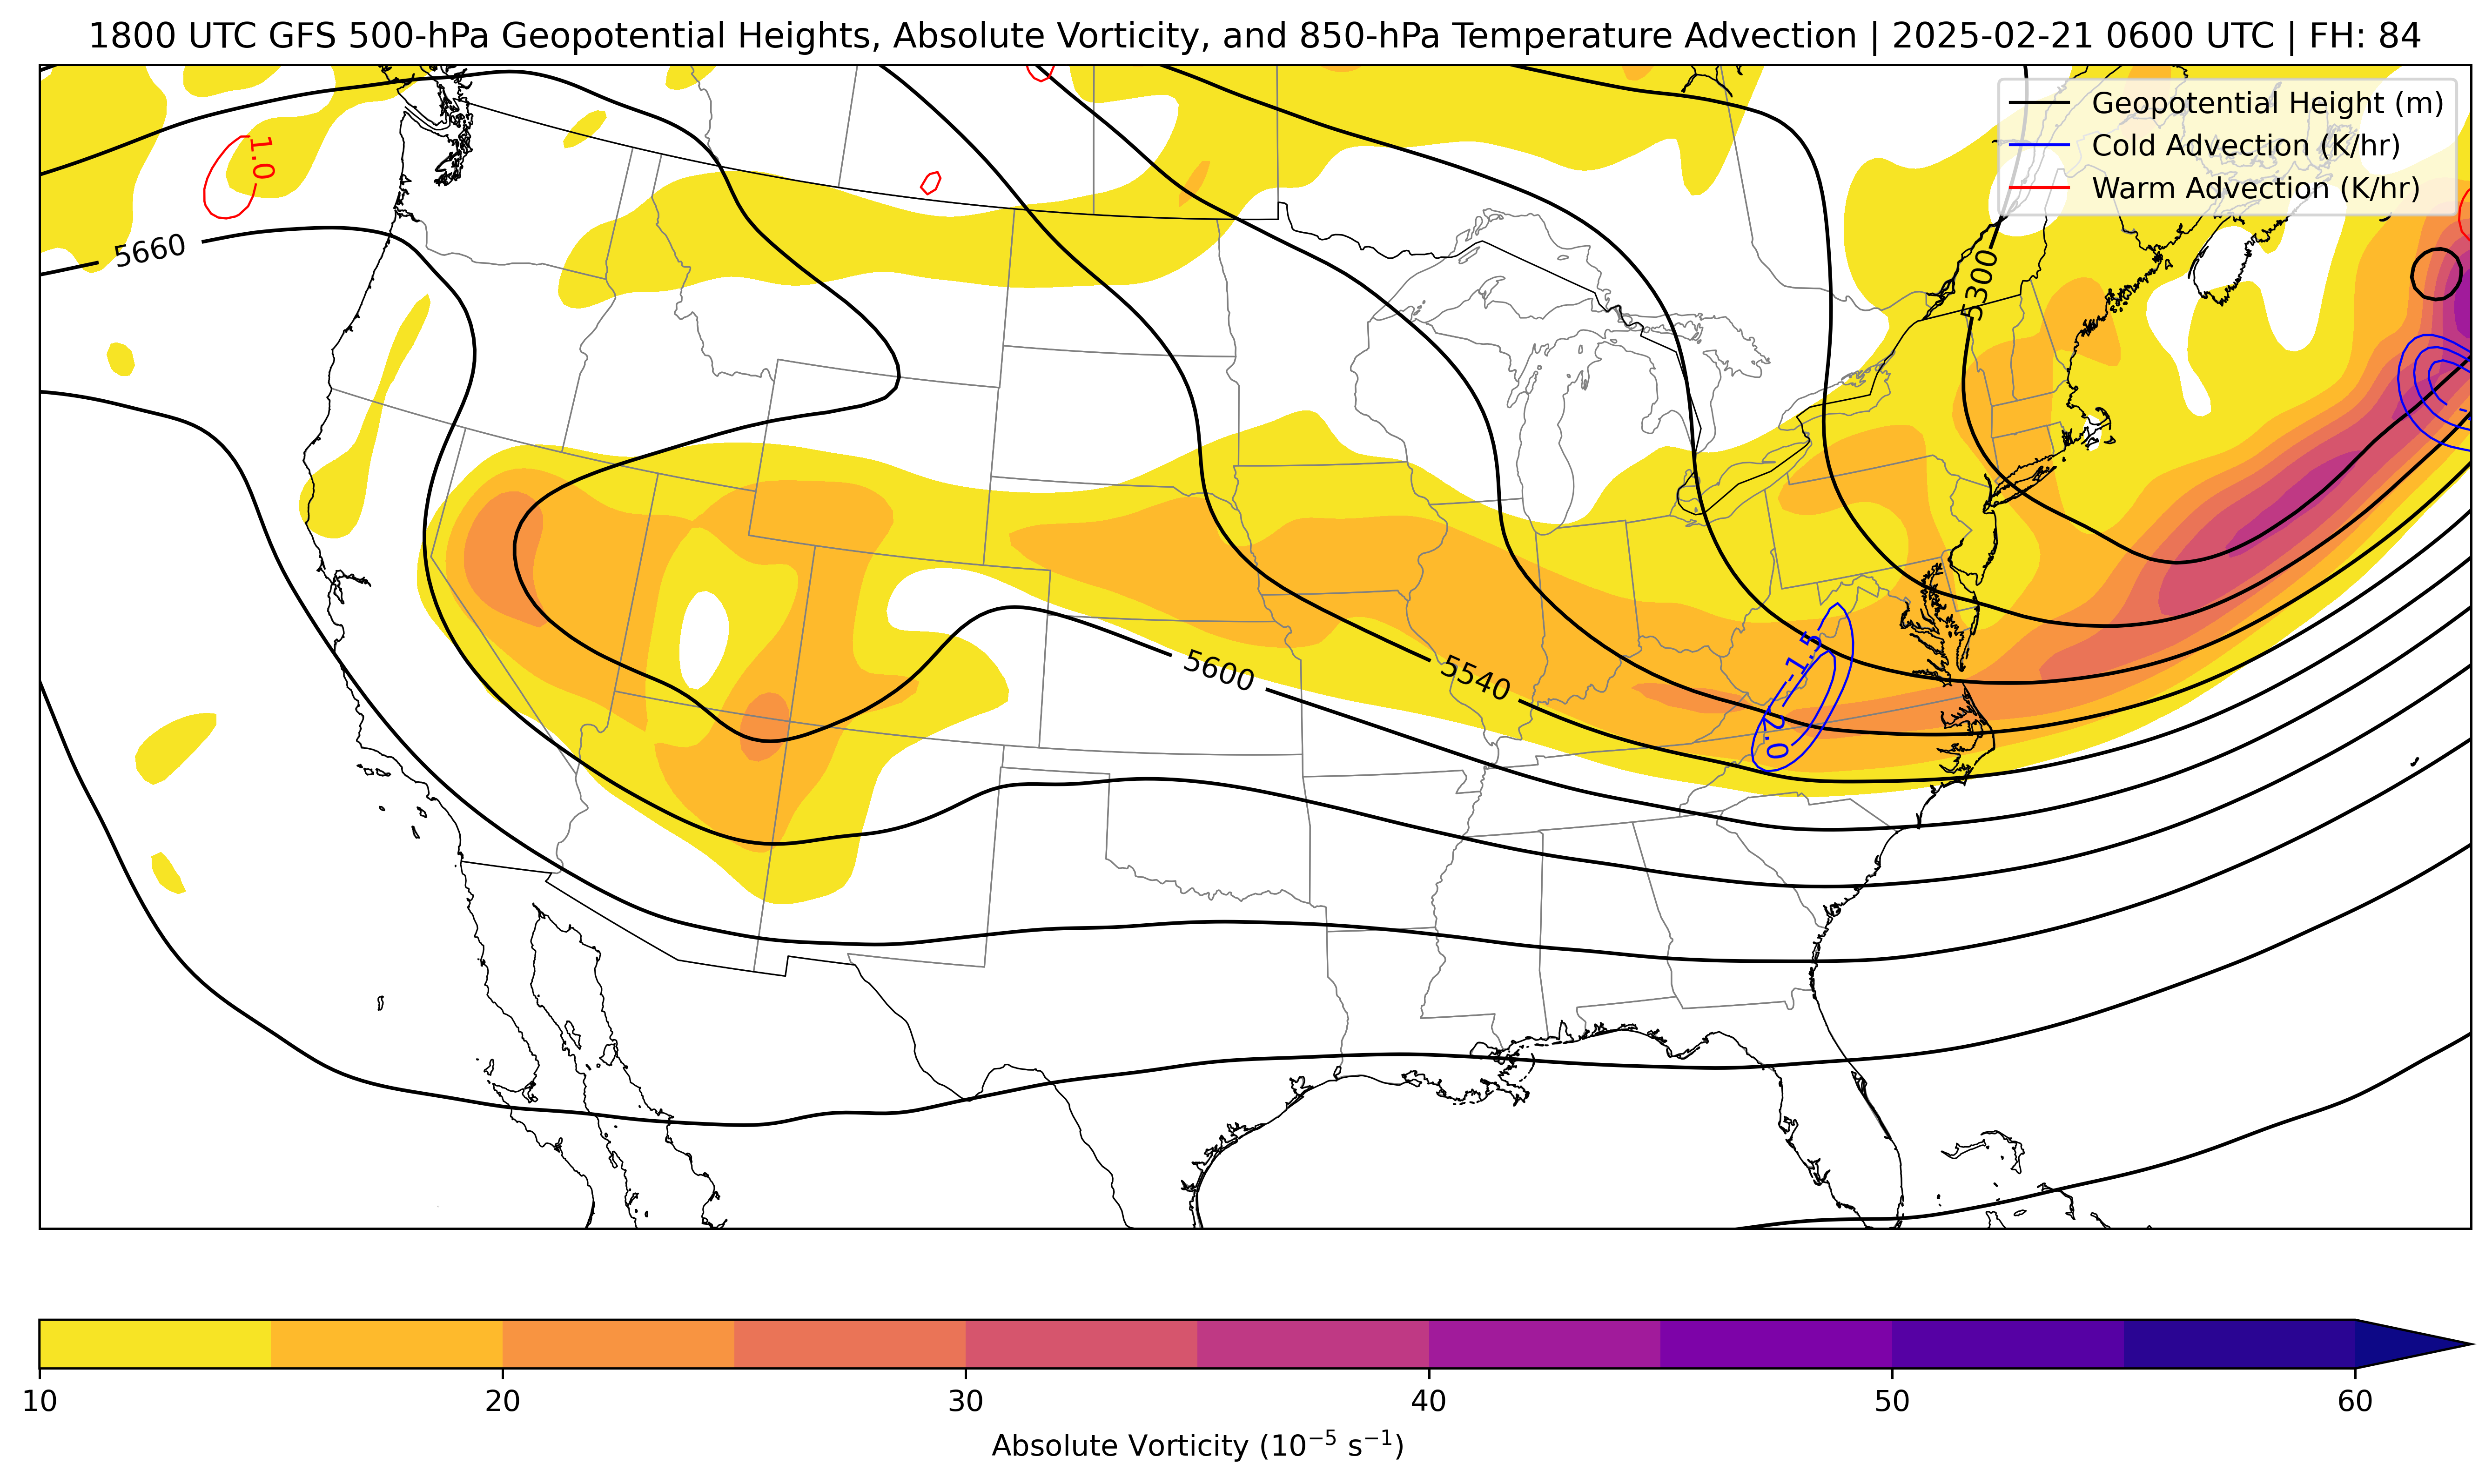 1800 UTC GFS 500-hPa Geopotential Heights, Absolute Vorticity, and 850-hPa Temperature Advection | 2025-02-21 0600 UTC | FH: 84
Geopotential Height (m)
Cold Advection (K/hr)
Warm Advection (K/hr)
1.0
5660
5300
5600
5540
-1.5
-2.0
10 20 30 40 50 60
Absolute Vorticity (10⁻⁵ s⁻¹)